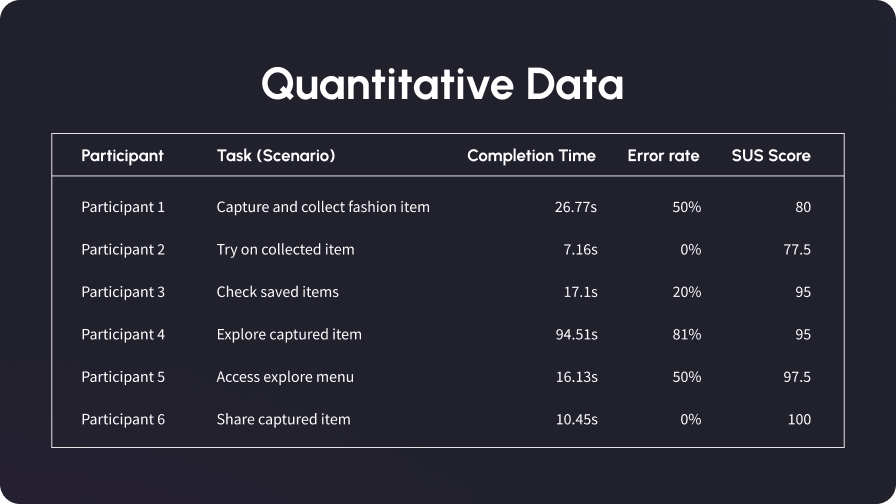 Quantitative Data
Participant Task (Scenario) Completion Time Error rate SUS Score
Participant 1 Capture and collect fashion item 26.77s 50% 80
Participant 2 Try on collected item 7.16s 0% 77.5
Participant 3 Check saved items 17.1s 20% 95
Participant 4 Explore captured item 94.51s 81% 95
Participant 5 Access explore menu 16.13s 50% 97.5
Participant 6 Share captured item 10.45s 0% 100